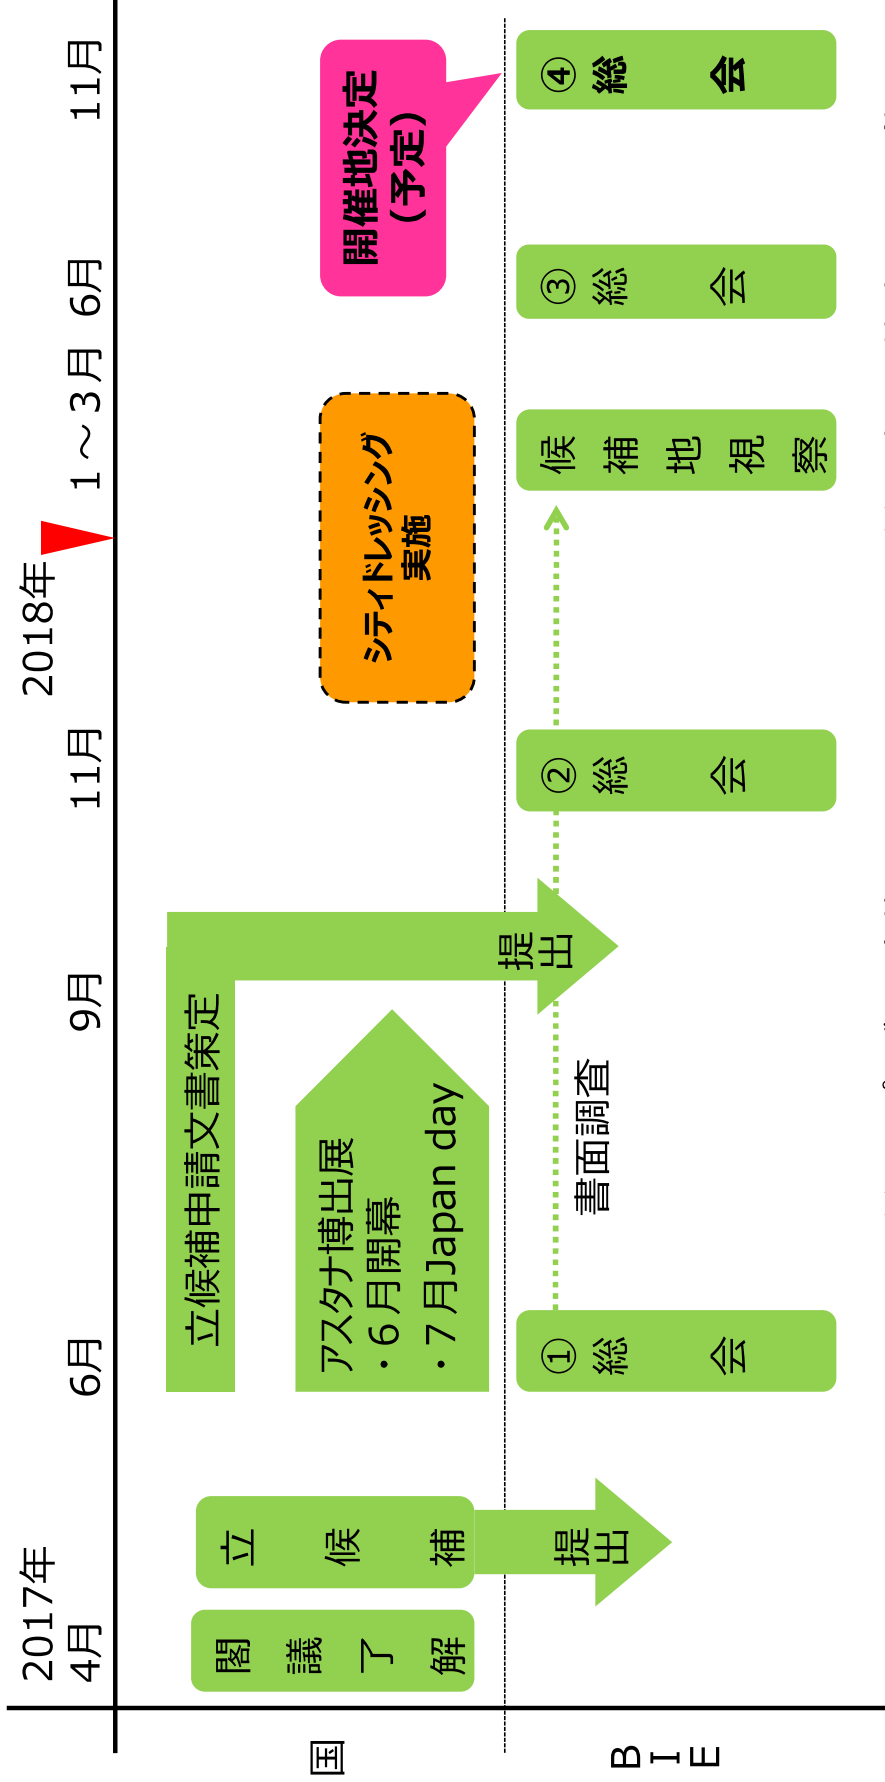 2017年
2018年
4月
6月
9月
11月
1～3月
6月
11月
国
閣議了解
立候補
提出
立候補申請文書策定
提出
アスタナ博出展
・６月開幕
・７月Japan day
シティドレッシング
実施
開催地決定
(予定)
BIE
①総会
書面調査
②総会
候補地視察
③総会
④総会